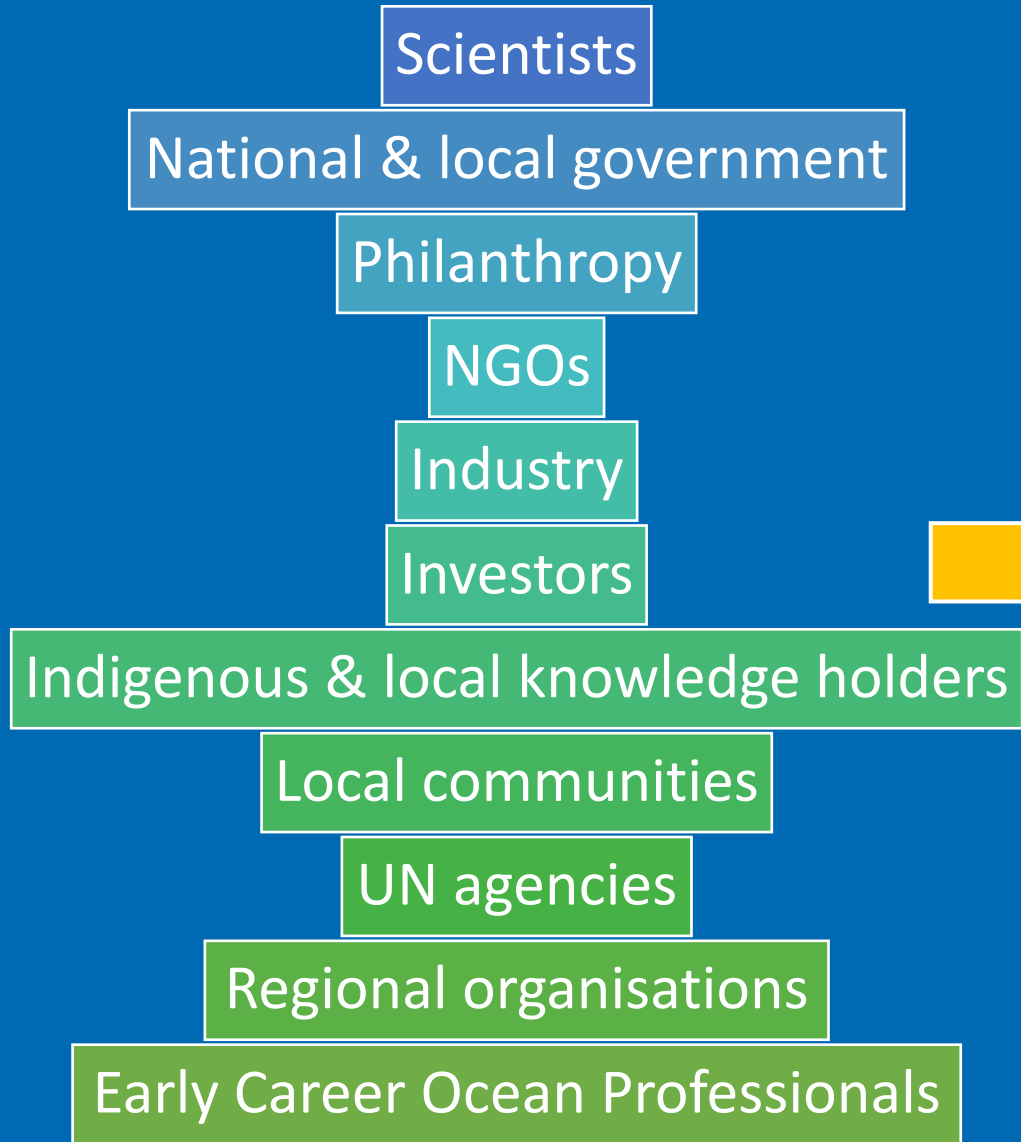 Scientists
National & local government
Philanthropy
NGOs
Industry
Investors
Indigenous & local knowledge holders
Local communities
UN agencies
Regional organisations
Early Career Ocean Professionals